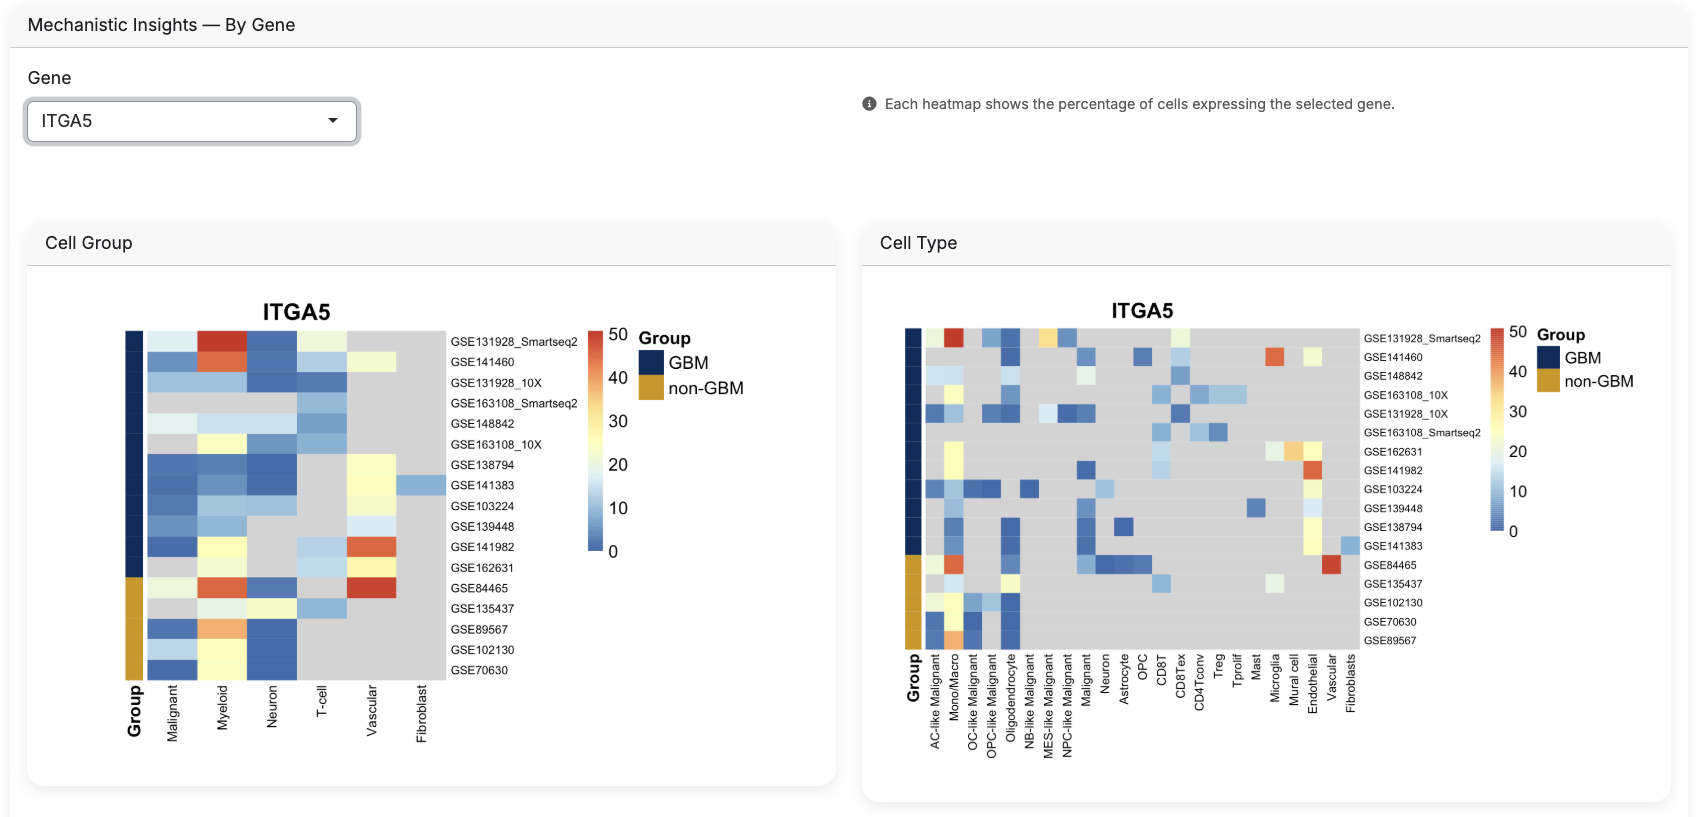 Mechanistic Insights — By Gene
Gene
ITGA5
Each heatmap shows the percentage of cells expressing the selected gene.
Cell Group
ITGA5
GSE131928_Smartseq2
GSE141460
GSE131928_10X
GSE163108_Smartseq2
GSE148842
GSE163108_10X
GSE138794
GSE141383
GSE103224
GSE139448
GSE141982
GSE162631
GSE84465
GSE135437
GSE89567
GSE102130
GSE70630
Group
Malignant
Myeloid
Neuron
T-cell
Vascular
Fibroblast
50
40
30
20
10
0
Group
GBM
non-GBM
Cell Type
ITGA5
GSE131928_Smartseq2
GSE141460
GSE148842
GSE163108_10X
GSE131928_10X
GSE163108_Smartseq2
GSE162631
GSE141982
GSE103224
GSE139448
GSE138794
GSE141383
GSE84465
GSE135437
GSE102130
GSE70630
GSE89567
Group
AC-like Malignant
Mono/Macro
OC-like Malignant
OPC-like Malignant
Oligodendrocyte
NB-like Malignant
MES-like Malignant
NPC-like Malignant
Malignant
Neuron
Astrocyte
OPC
CD8T
CD8Tex
CD4Tconv
Treg
Tprolif
Mast
Microglia
Mural cell
Endothelial
Vascular
Fibroblasts
50
40
30
20
10
0
Group
GBM
non-GBM